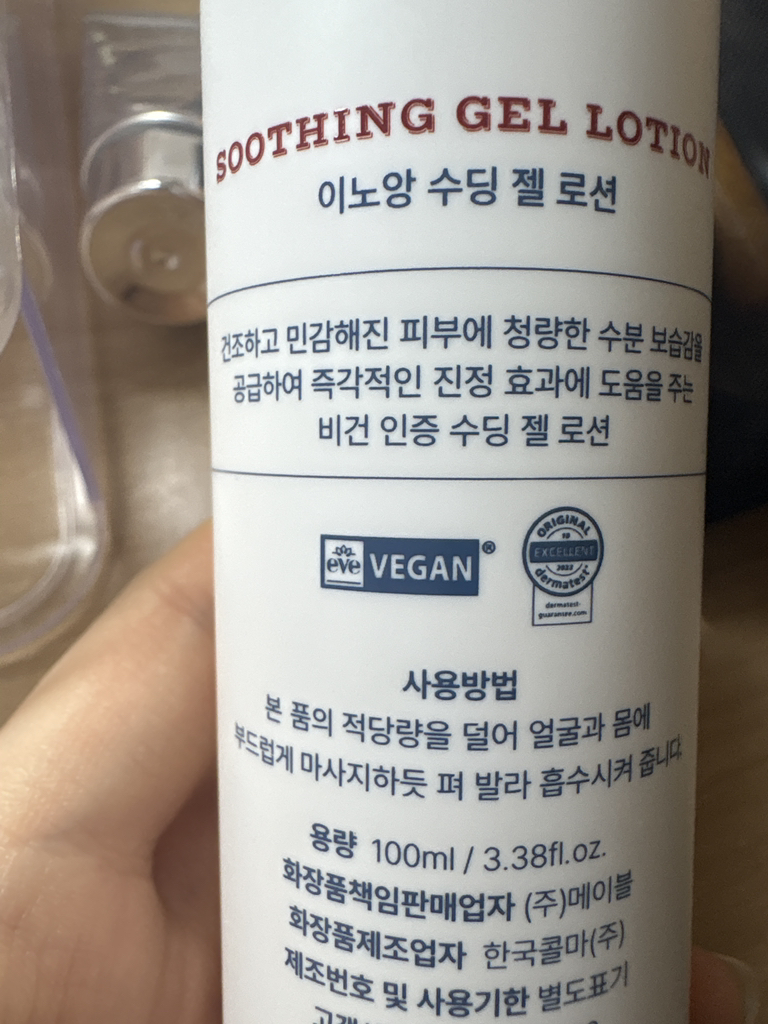 SOOTHING GEL LOTION
이노앙 수딩 젤 로션
건조하고 민감해진 피부에 청량한 수분 보습감을
공급하여 즉각적인 진정 효과에 도움을 주는
비건 인증 수딩 젤 로션
eve VEGAN®
ORIGINAL
EXCELLENT
2022
dermatest®
dermatest-
guarantee.com
사용방법
본 품의 적당량을 덜어 얼굴과 몸에
부드럽게 마사지하듯 펴 발라 흡수시켜 줍니다.
용량 100ml / 3.38fl.oz.
화장품책임판매업자 (주)메이블
화장품제조업자 한국콜마(주)
제조번호 및 사용기한 별도표기